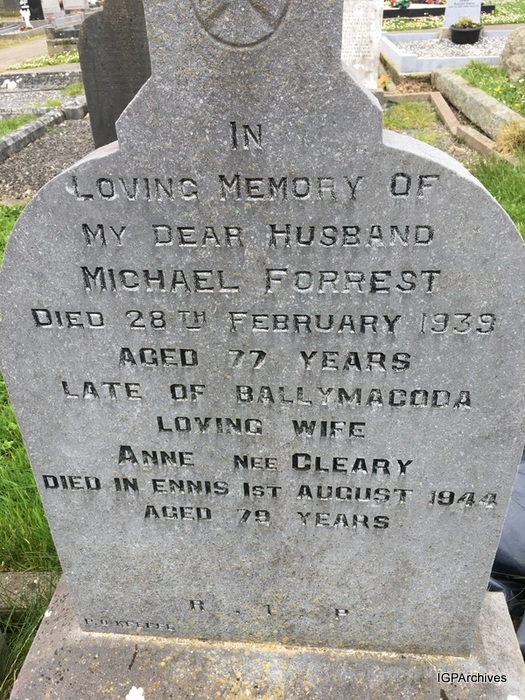 IN
LOVING MEMORY OF
MY DEAR HUSBAND
MICHAEL FORREST
DIED 28TH FEBRUARY 1939
AGED 77 YEARS
LATE OF BALLYMACODA
LOVING WIFE
ANNE NEE CLEARY
DIED IN ENNIS 1ST AUGUST 1944
AGED 79 YEARS
R. I. P
IGPArchives